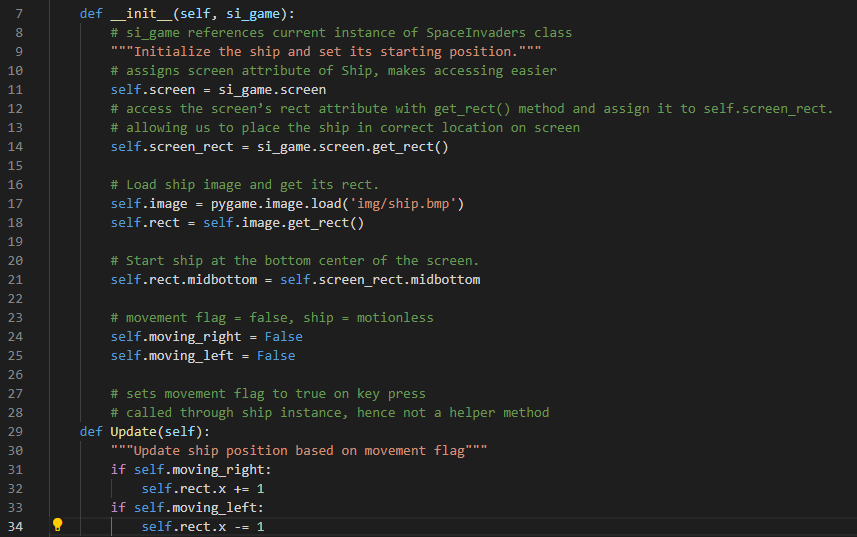 7 def __init__(self, si_game):
8 # si_game references current instance of SpaceInvaders class
9 """Initialize the ship and set its starting position."""
10 # assigns screen attribute of Ship, makes accessing easier
11 self.screen = si_game.screen
12 # access the screen’s rect attribute with get_rect() method and assign it to self.screen_rect.
13 # allowing us to place the ship in correct location on screen
14 self.screen_rect = si_game.screen.get_rect()
15
16 # Load ship image and get its rect.
17 self.image = pygame.image.load('img/ship.bmp')
18 self.rect = self.image.get_rect()
19
20 # Start ship at the bottom center of the screen.
21 self.rect.midbottom = self.screen_rect.midbottom
22
23 # movement flag = false, ship = motionless
24 self.moving_right = False
25 self.moving_left = False
26
27 # sets movement flag to true on key press
28 # called through ship instance, hence not a helper method
29 def Update(self):
30 """Update ship position based on movement flag"""
31 if self.moving_right:
32 self.rect.x += 1
33 if self.moving_left:
34 self.rect.x -= 1